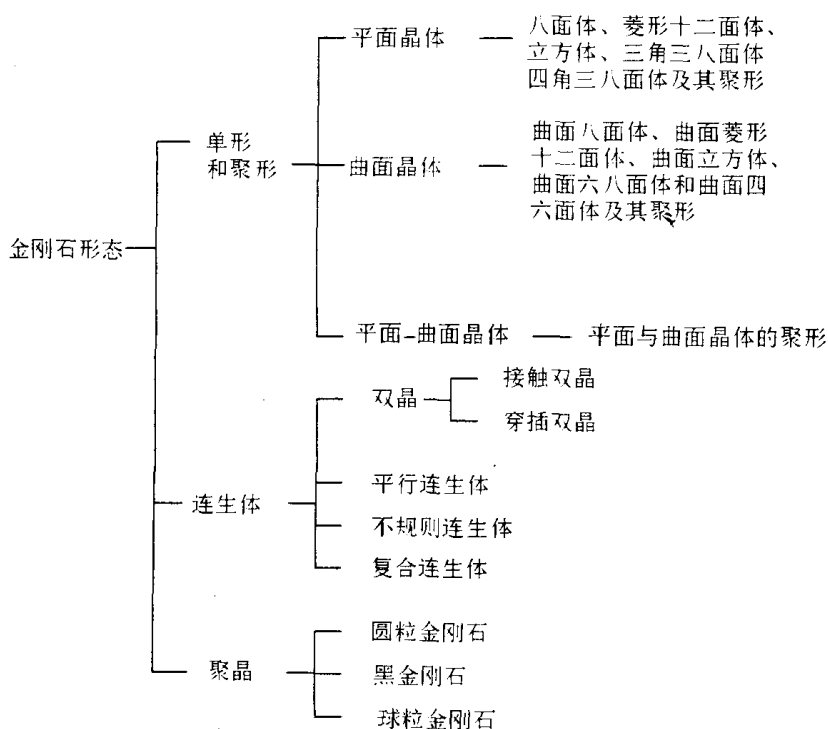 八面体、菱形十二面体、
平面晶体
立方体、三角三八面体
四角三八面体及其聚形
单形
和聚形
曲面八面体、曲面菱形
十二面体、曲面立方体、
曲面晶体
曲面六八面体和曲面四
六面体及其聚形
金刚石形态
平面-曲面晶体
平面与曲面晶体的聚形
双晶
接触双晶
穿插双晶
连生体
平行连生体
不规则连生体
复合连生体
聚晶
圆粒金刚石
黑金刚石
球粒金刚石